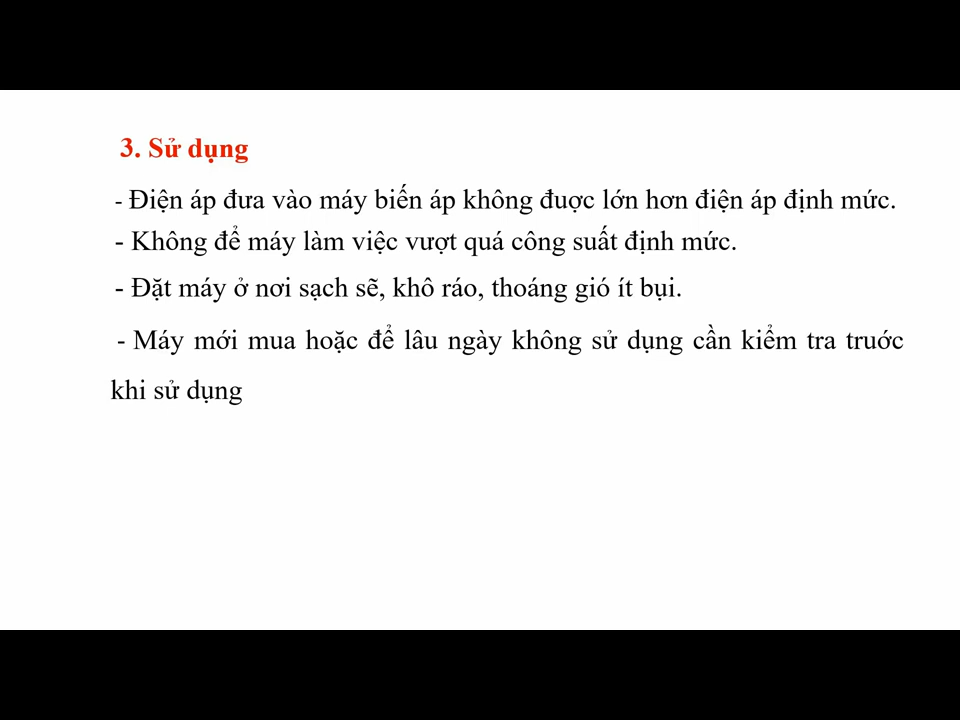 3. Sử dụng
- Điện áp đưa vào máy biến áp không đuợc lớn hơn điện áp định mức.
- Không để máy làm việc vượt quá công suất định mức.
- Đặt máy ở nơi sạch sẽ, khô ráo, thoáng gió ít bụi.
- Máy mới mua hoặc để lâu ngày không sử dụng cần kiểm tra truớc
khi sử dụng